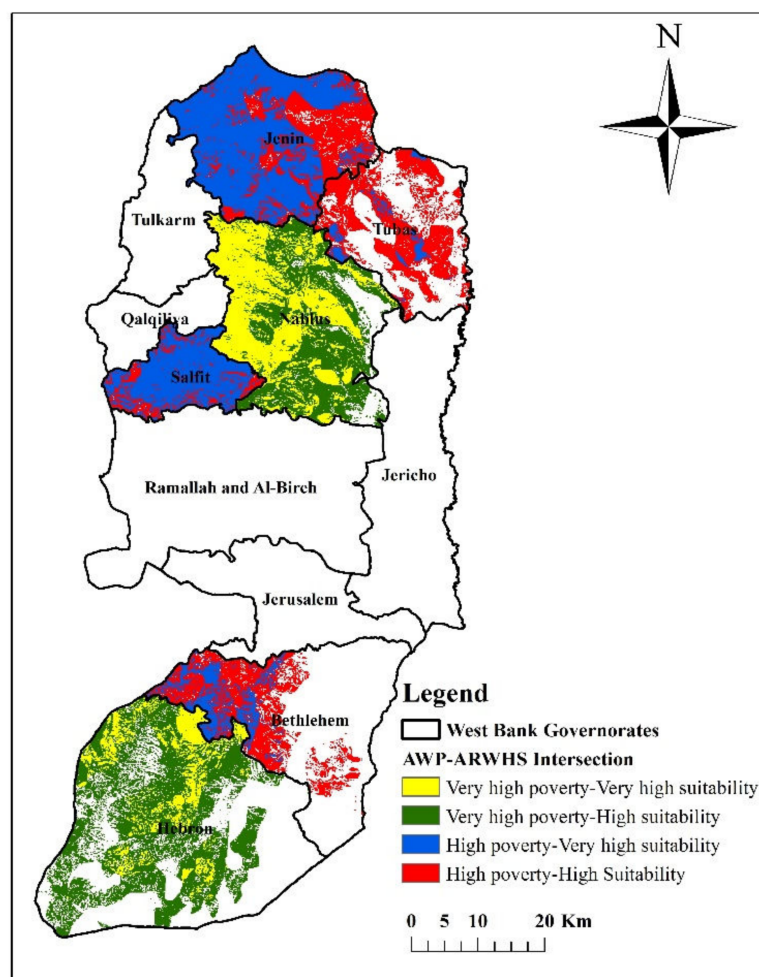 N
Jenin
Tulkarm
Tubas
Qalqiliya
Nablus
Salfit
Ramallah and Al-Birch
Jericho
Jerusalem
Bethlehem
Hebron
Legend
West Bank Governorates
AWP-ARWHS Intersection
Very high poverty-Very high suitability
Very high poverty-High suitability
High poverty-Very high suitability
High poverty-High Suitability
0 5 10 20 Km